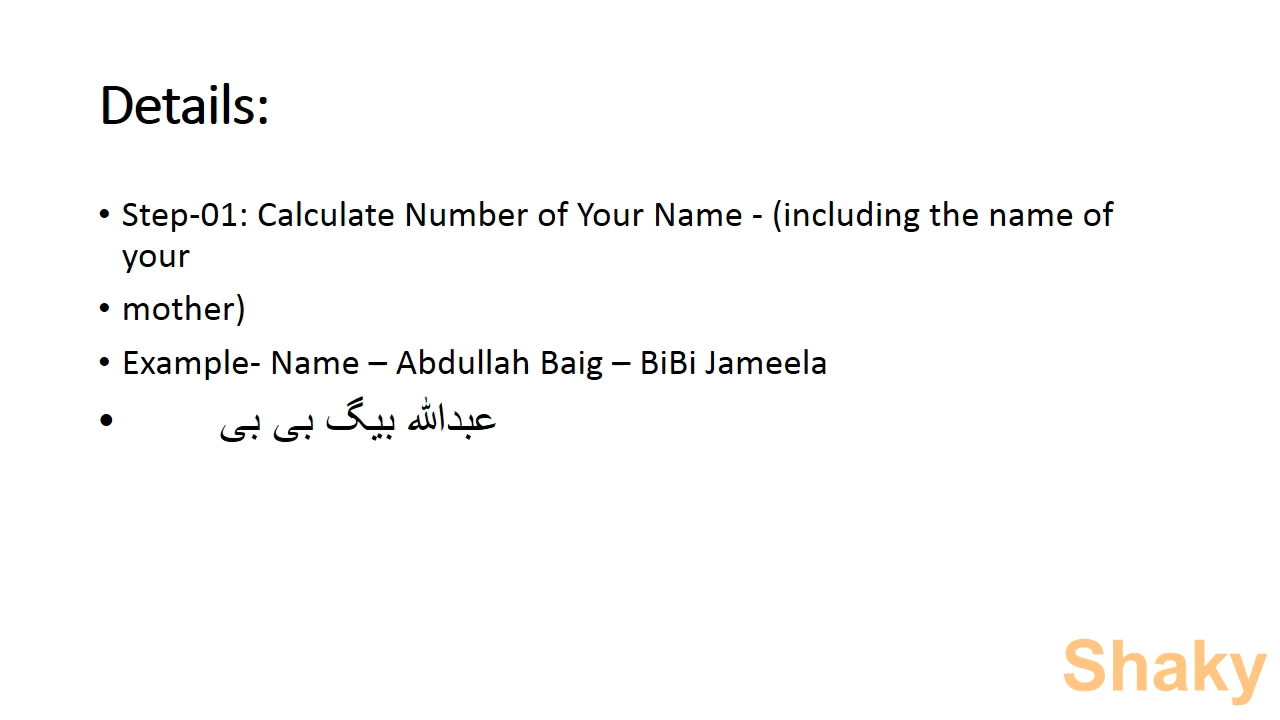 Details:
• Step-01: Calculate Number of Your Name - (including the name of
your
• mother)
• Example- Name – Abdullah Baig – BiBi Jameela
• عبدالله بیگ بی بی
Shaky